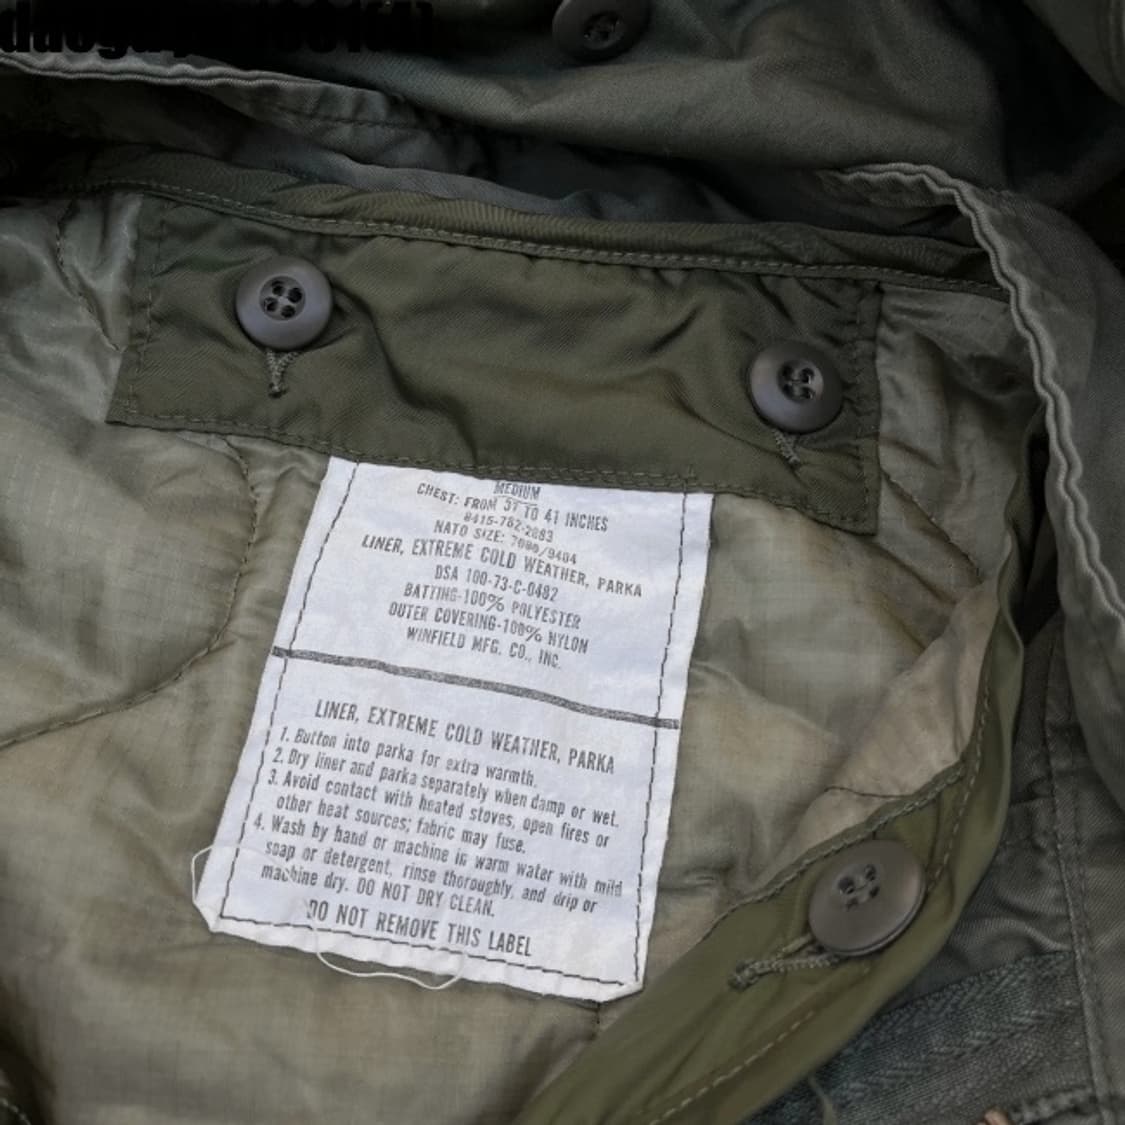 MEDIUM
CHEST: FROM 37 TO 41 INCHES
8415-782-2883
NATO SIZE: 7080/9404
LINER, EXTREME COLD WEATHER, PARKA
DSA 100-73-C-0482
BATTING-100% POLYESTER
OUTER COVERING-100% NYLON
WINFIELD MFG. CO., INC.
LINER, EXTREME COLD WEATHER, PARKA
1. Button into parka for extra warmth.
2. Dry liner and parka separately when damp or wet.
3. Avoid contact with heated stoves, open fires or
other heat sources; fabric may fuse.
4. Wash by hand or machine in warm water with mild
soap or detergent, rinse thoroughly, and drip or
machine dry. DO NOT DRY CLEAN.
DO NOT REMOVE THIS LABEL